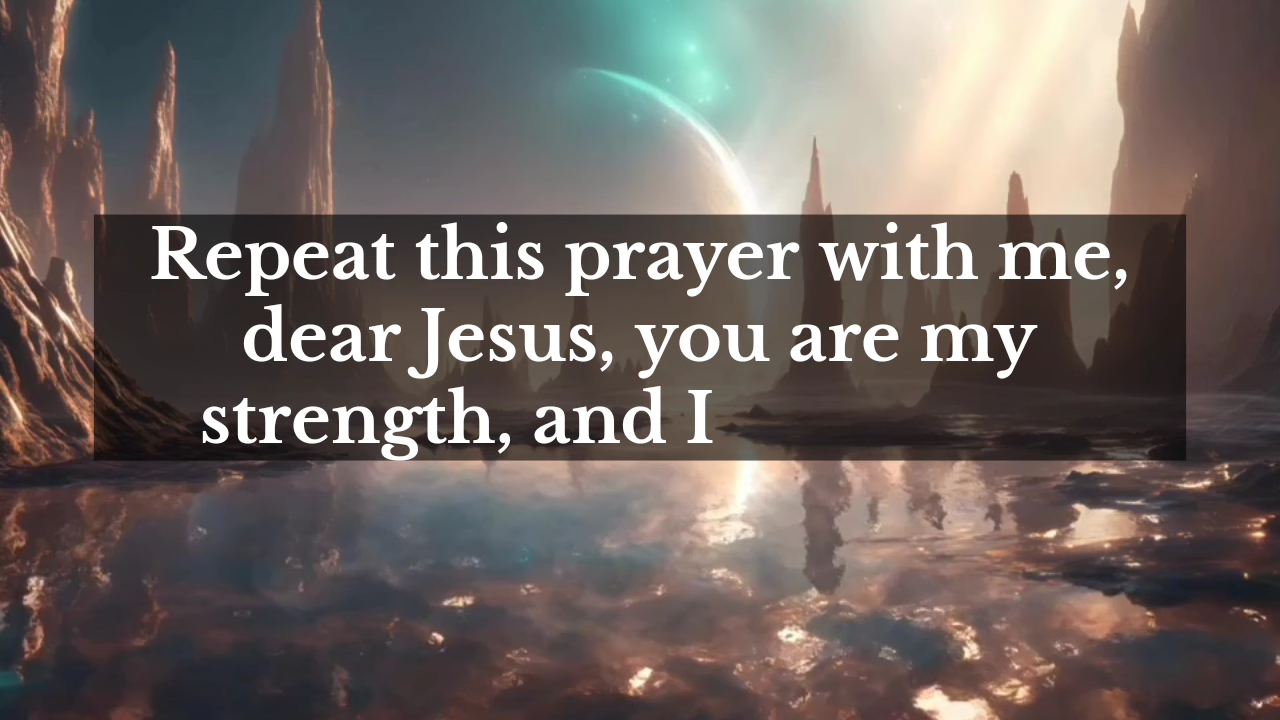 Repeat this prayer with me,
dear Jesus, you are my
strength, and I